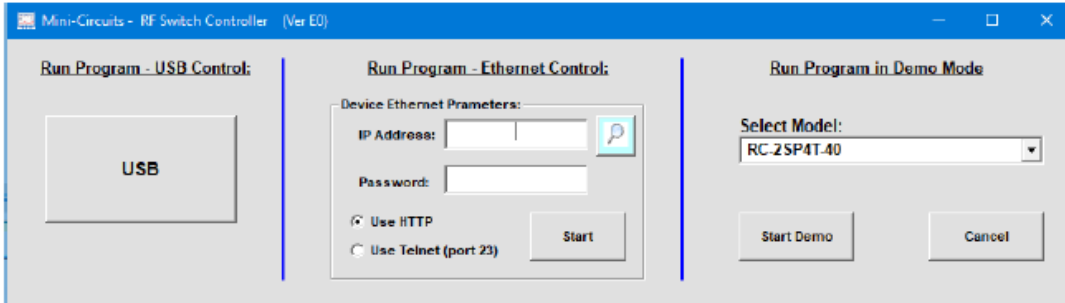 Mini-Circuits - RF Switch Controller (Ver E0)
Run Program - USB Control:
USB
Run Program - Ethernet Control:
Device Ethernet Prameters:
IP Address:
Password:
Use HTTP
Use Telnet (port 23)
Start
Run Program in Demo Mode
Select Model:
RC-2SP4T-40
Start Demo
Cancel